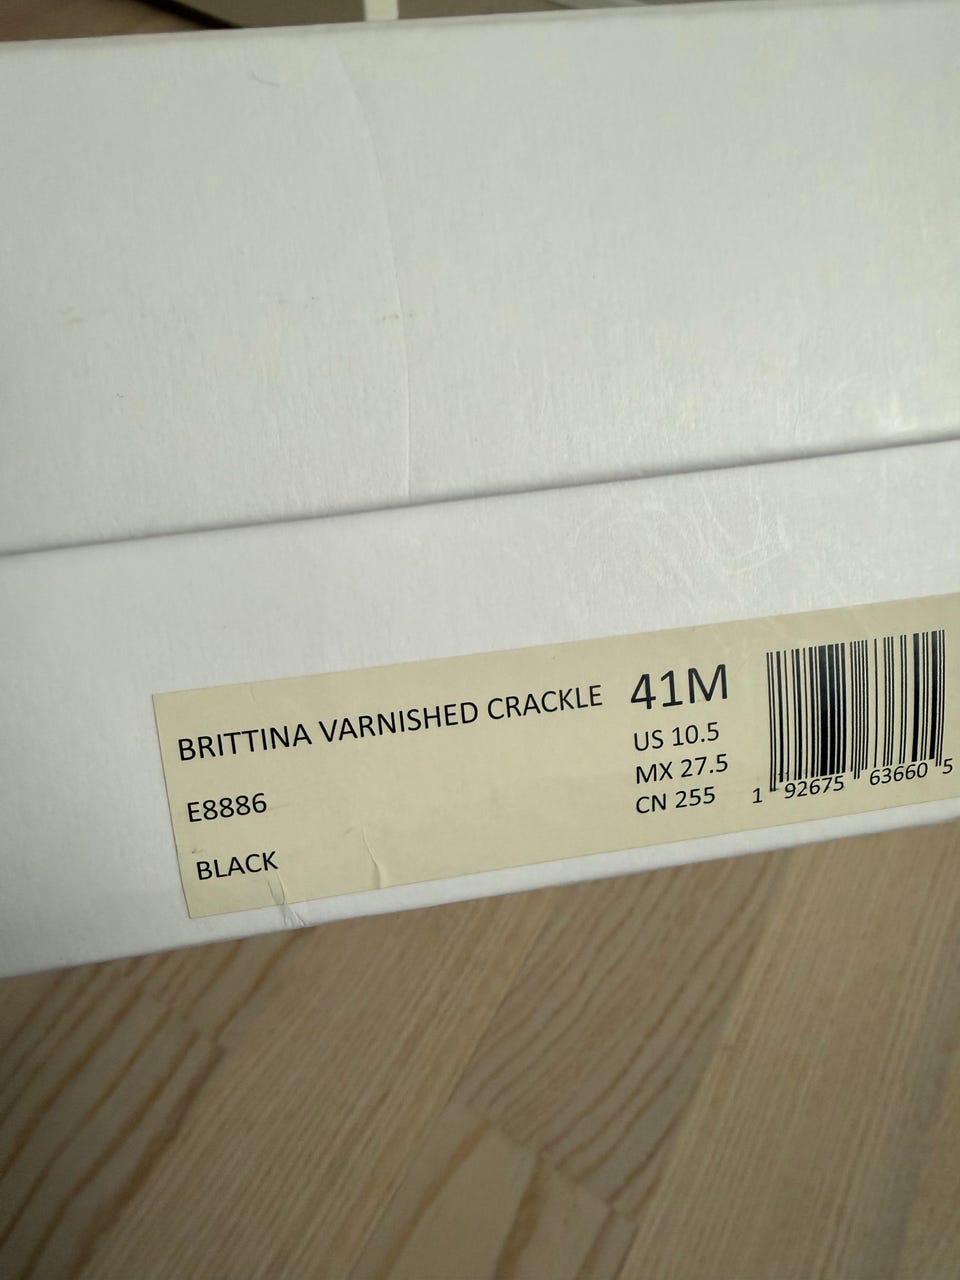 BRITTINA VARNISHED CRACKLE
E8886
BLACK
41M
US 10.5
MX 27.5
CN 255
1 92675 63660 5